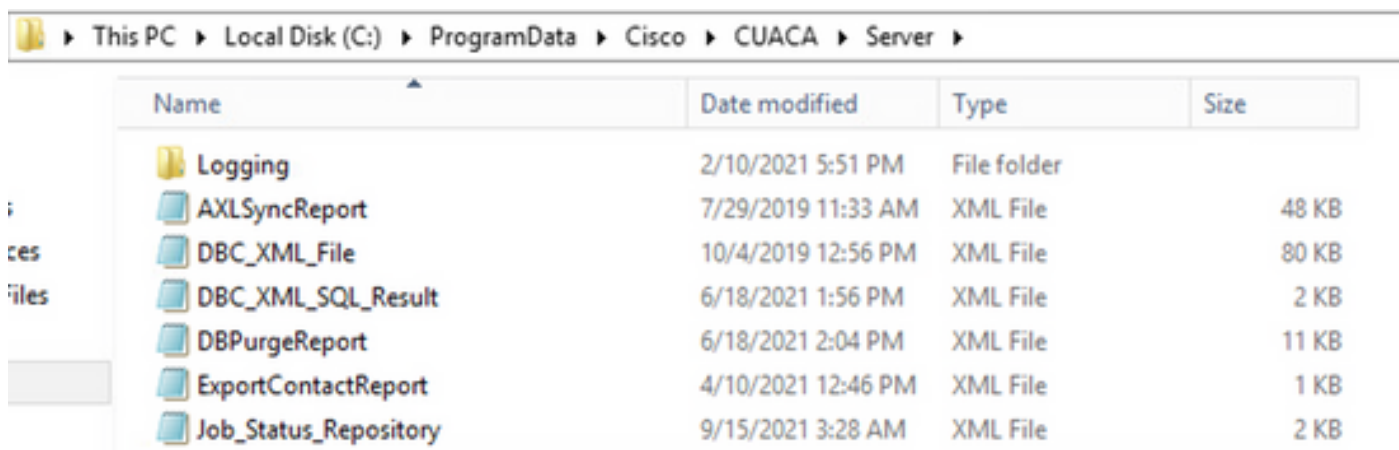 This PC Local Disk (C:) ProgramData Cisco CUACA Server
Name Date modified Type Size
Logging 2/10/2021 5:51 PM File folder
AXLSyncReport 7/29/2019 11:33 AM XML File 48 KB
ces DBC_XML_File 10/4/2019 12:56 PM XML File 80 KB
Files DBC_XML_SQL_Result 6/18/2021 1:56 PM XML File 2 KB
DBPurgeReport 6/18/2021 2:04 PM XML File 11 KB
ExportContactReport 4/10/2021 12:46 PM XML File 1 KB
Job_Status_Repository 9/15/2021 3:28 AM XML File 2 KB